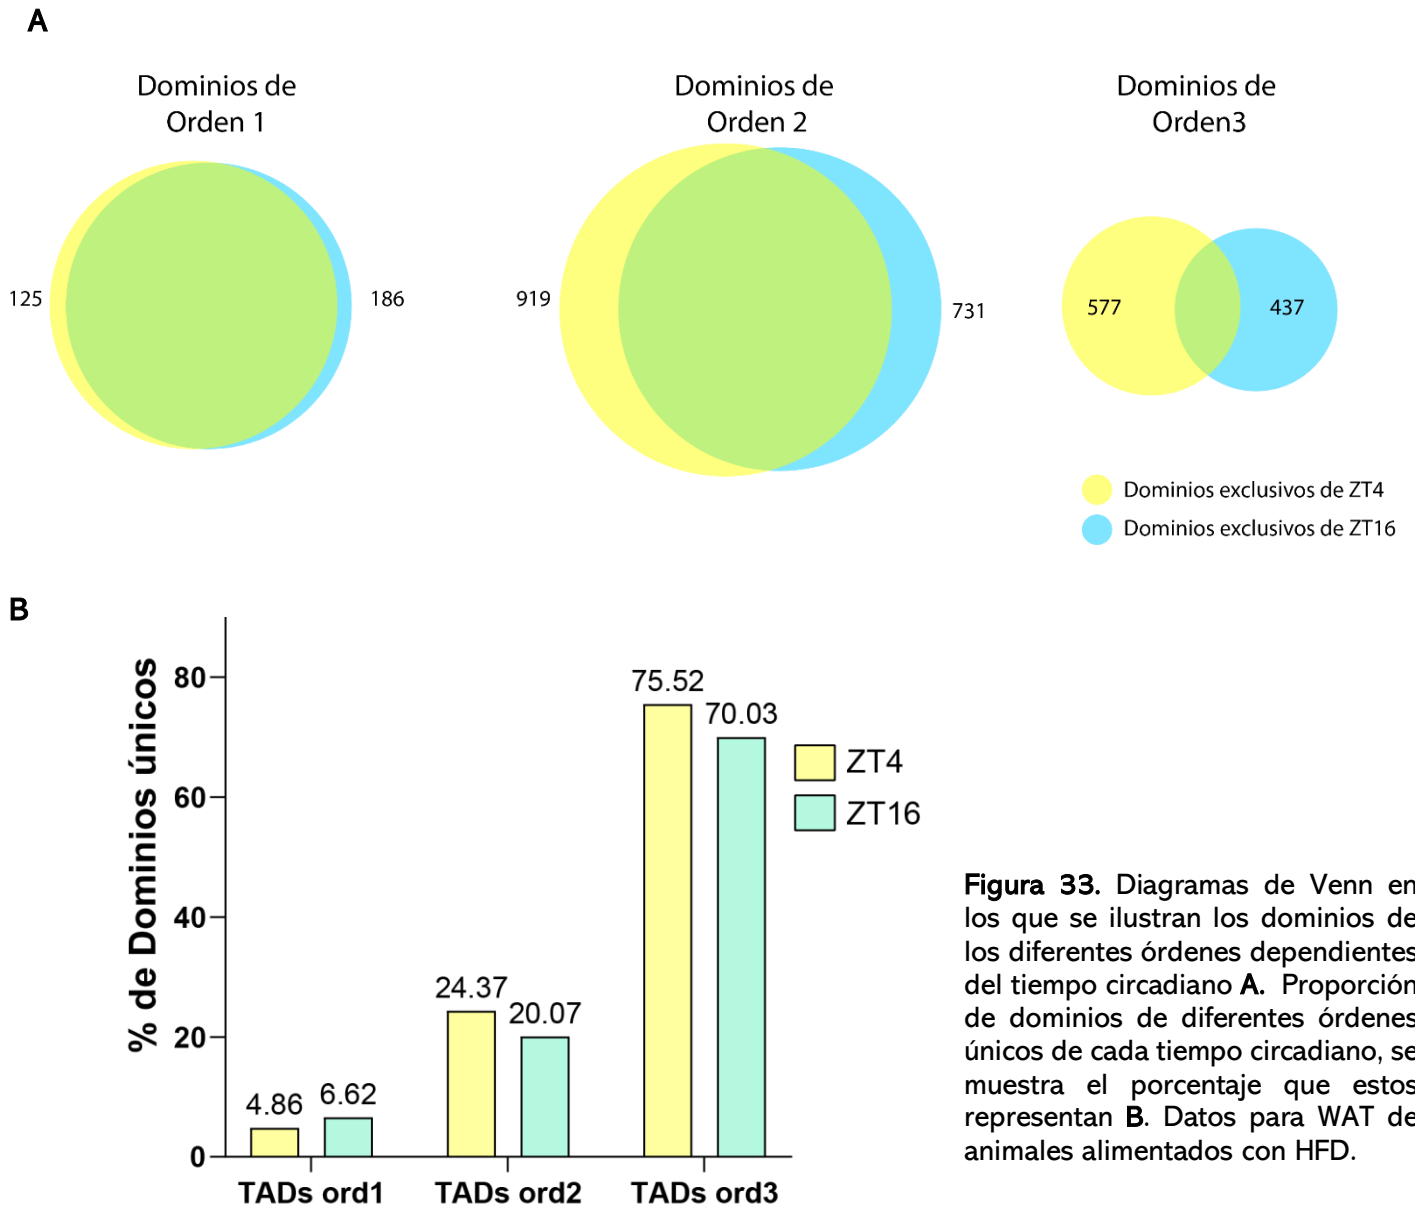 A
Dominios de
Orden 1
Dominios de
Orden 2
Dominios de
Orden3
125
186
919
731
577
437
Dominios exclusivos de ZT4
Dominios exclusivos de ZT16
B
% de Dominios únicos
80
60
40
20
0
4.86
6.62
24.37
20.07
75.52
70.03
ZT4
ZT16
TADs ord1
TADs ord2
TADs ord3
Figura 33. Diagramas de Venn en
los que se ilustran los dominios de
los diferentes órdenes dependientes
del tiempo circadiano A. Proporción
de dominios de diferentes órdenes
únicos de cada tiempo circadiano, se
muestra el porcentaje que estos
representan B. Datos para WAT de
animales alimentados con HFD.